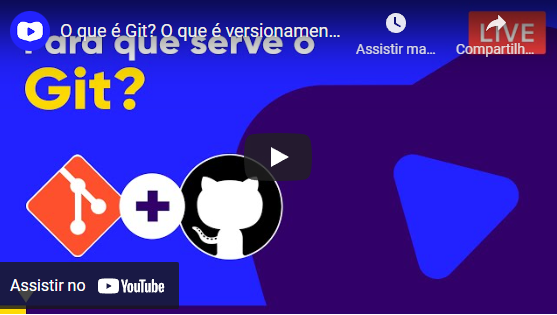 O que é Git? O que é versionamen...
Assistir ma...
Compartilh...
LIVE
Para que serve o
Git?
Assistir no YouTube